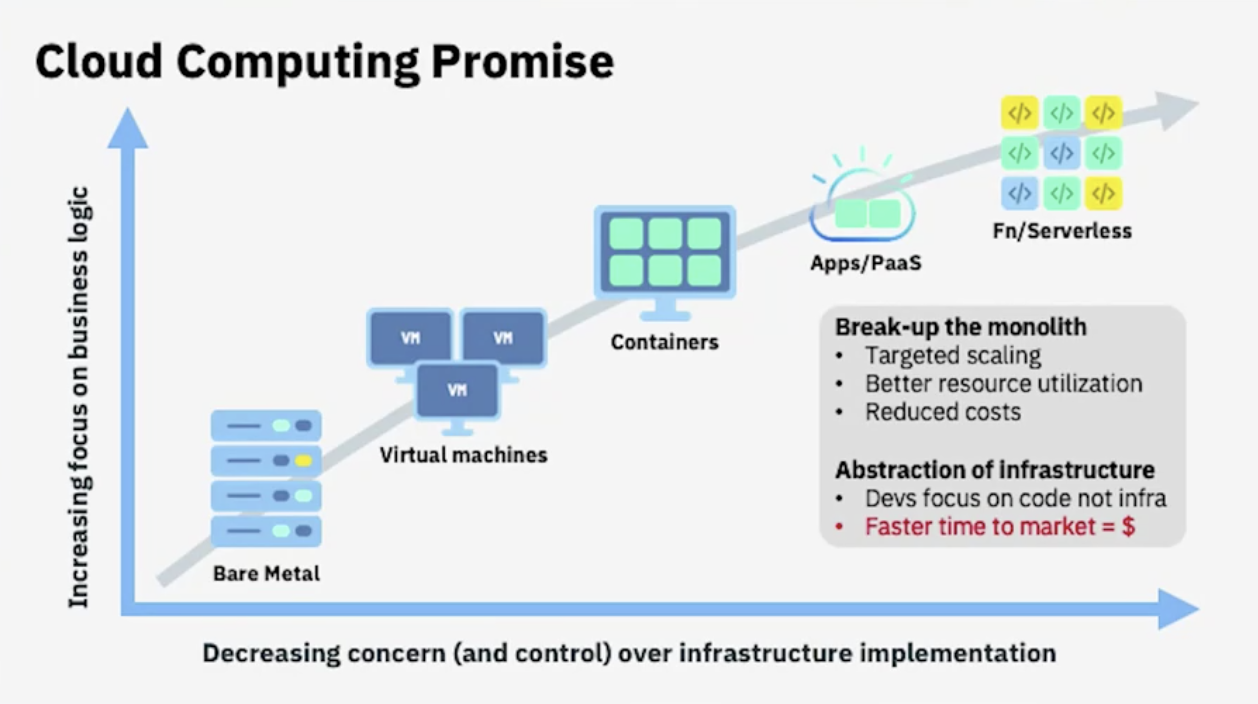 Cloud Computing Promise
Increasing focus on business logic
</>
</>
</>
</>
</>
</>
</>
</>
</>
Fn/Serverless
Apps/PaaS
Containers
VM
VM
VM
Virtual machines
Bare Metal
Break-up the monolith
• Targeted scaling
• Better resource utilization
• Reduced costs
Abstraction of infrastructure
• Devs focus on code not infra
• Faster time to market = $
Decreasing concern (and control) over infrastructure implementation